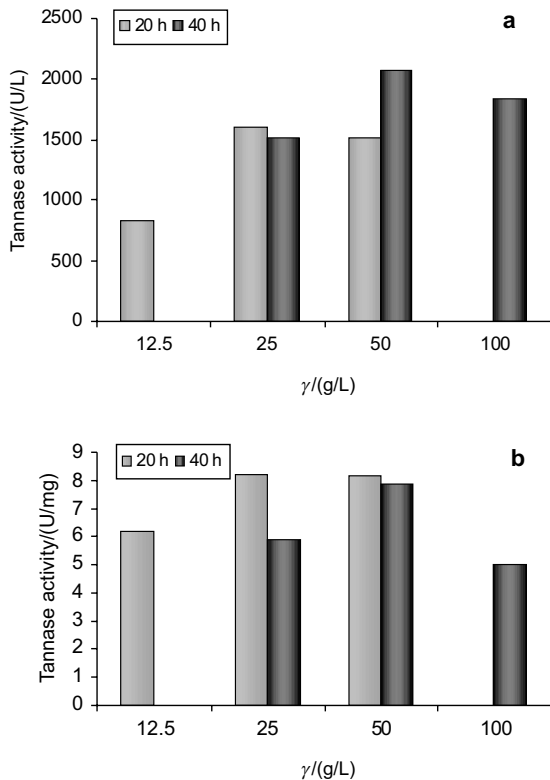 a
20 h 40 h
Tannase activity/(U/L)
2500
2000
1500
1000
500
0
12.5 25 50 100
γ/(g/L)
b
20 h 40 h
Tannase activity/(U/mg)
9
8
7
6
5
4
3
2
1
0
12.5 25 50 100
γ/(g/L)